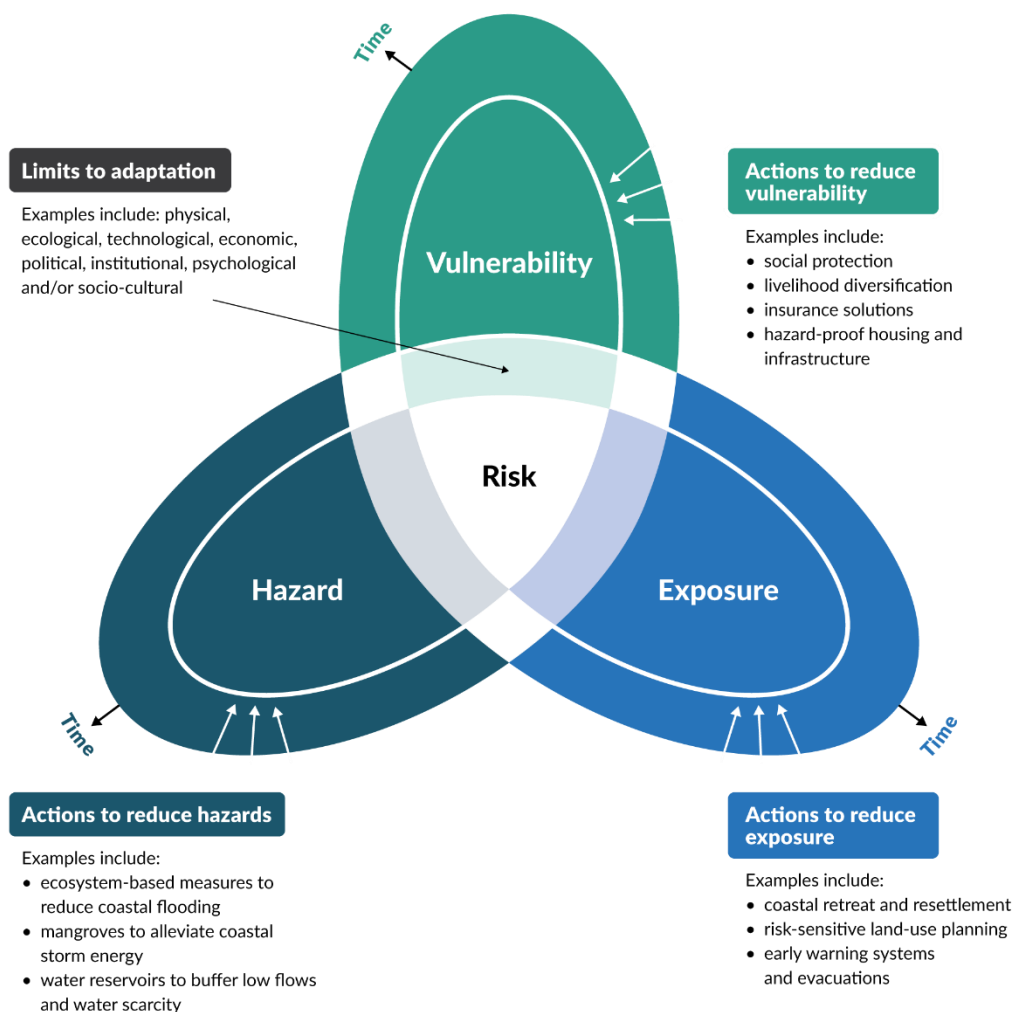 Time
Limits to adaptation
Examples include: physical,
ecological, technological, economic,
political, institutional, psychological
and/or socio-cultural
Actions to reduce
vulnerability
Examples include:
• social protection
• livelihood diversification
• insurance solutions
• hazard-proof housing and
infrastructure
Vulnerability
Risk
Hazard
Exposure
Time
Time
Actions to reduce hazards
Examples include:
• ecosystem-based measures to
reduce coastal flooding
• mangroves to alleviate coastal
storm energy
• water reservoirs to buffer low flows
and water scarcity
Actions to reduce
exposure
Examples include:
• coastal retreat and resettlement
• risk-sensitive land-use planning
• early warning systems
and evacuations